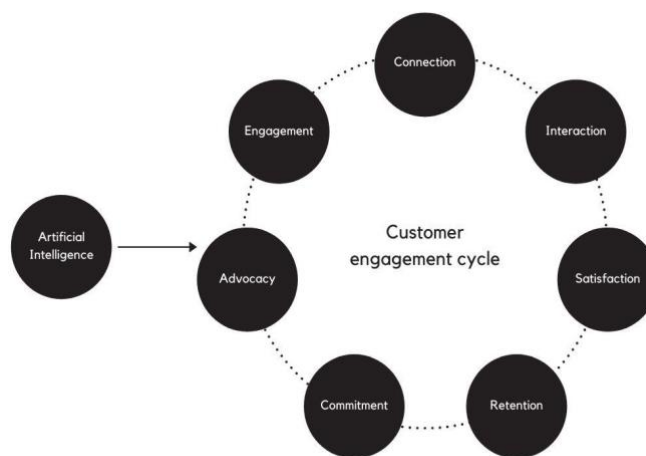 Connection
Engagement
Interaction
Artificial
Intelligence
Customer
engagement cycle
Advocacy
Satisfaction
Commitment
Retention